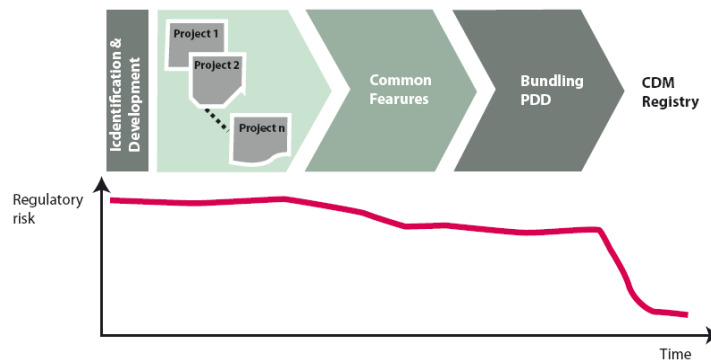 Icdentification &
Development
Project 1
Project 2
Project n
Common
Fearures
Bundling
PDD
CDM
Registry
Regulatory
risk
Time